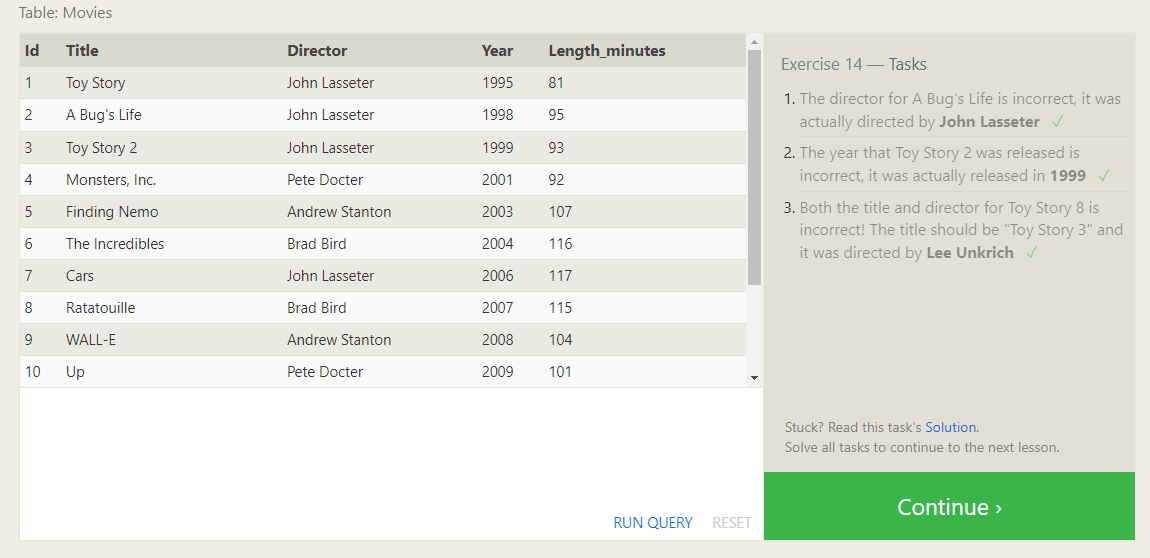 Table: Movies
Id Title Director Year Length_minutes
1 Toy Story John Lasseter 1995 81
2 A Bug's Life John Lasseter 1998 95
3 Toy Story 2 John Lasseter 1999 93
4 Monsters, Inc. Pete Docter 2001 92
5 Finding Nemo Andrew Stanton 2003 107
6 The Incredibles Brad Bird 2004 116
7 Cars John Lasseter 2006 117
8 Ratatouille Brad Bird 2007 115
9 WALL-E Andrew Stanton 2008 104
10 Up Pete Docter 2009 101
RUN QUERY RESET
Exercise 14 — Tasks
1. The director for A Bug's Life is incorrect, it was
actually directed by John Lasseter ✓
2. The year that Toy Story 2 was released is
incorrect, it was actually released in 1999 ✓
3. Both the title and director for Toy Story 8 is
incorrect! The title should be "Toy Story 3" and
it was directed by Lee Unkrich ✓
Stuck? Read this task's Solution.
Solve all tasks to continue to the next lesson.
Continue ›